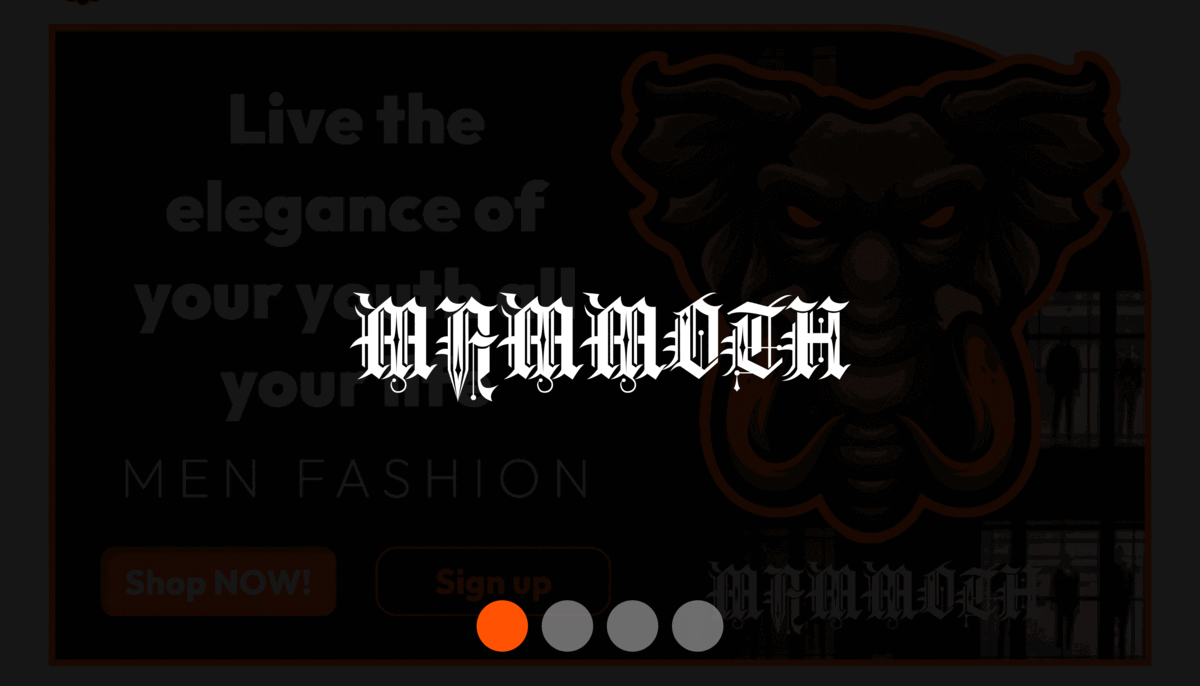 Live the
elegance of
your youth all
your life
MAMMOTH
MEN FASHION
Shop NOW!
Sign up
MAMMOTH